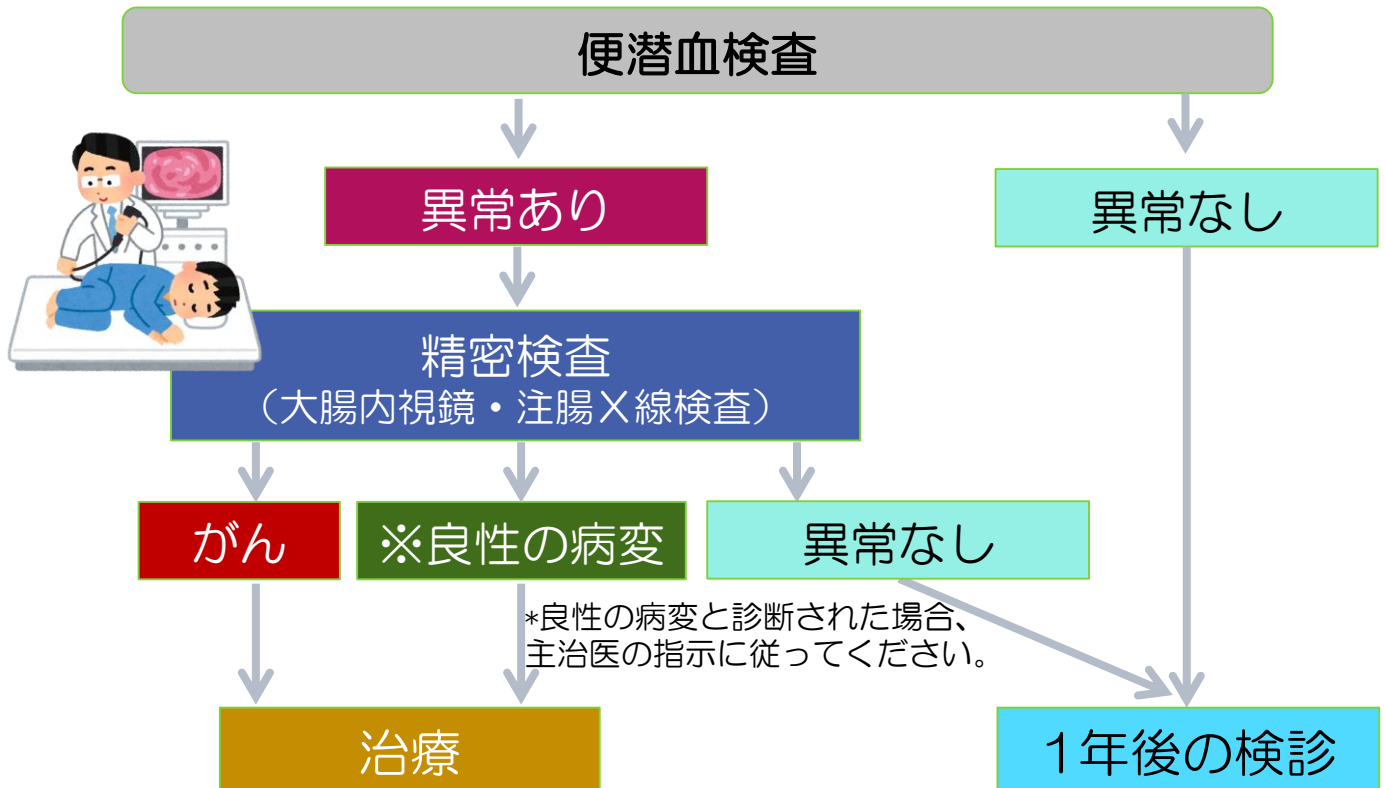 便潜血検査
異常あり
異常なし
精密検査
（大腸内視鏡・注腸X線検査）
がん
※良性の病変
異常なし
*良性の病変と診断された場合、
主治医の指示に従ってください。
治療
1年後の検診